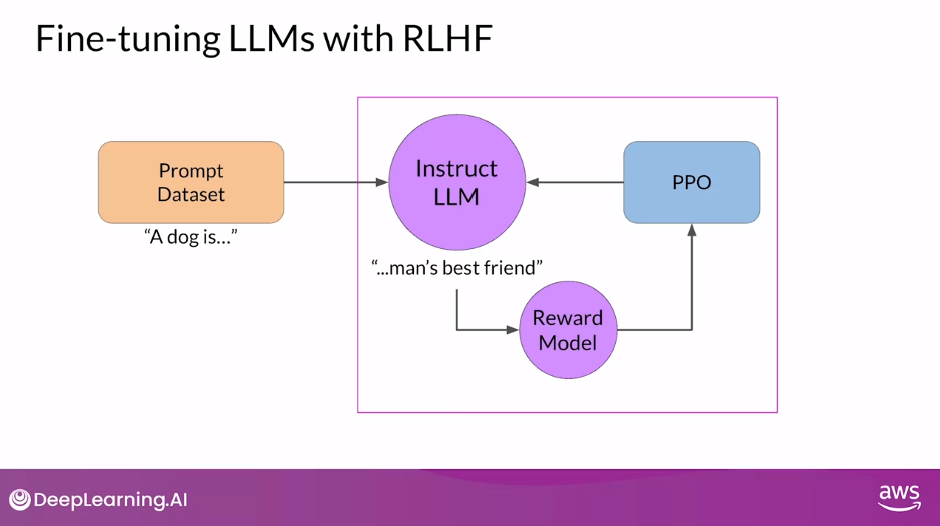 Fine-tuning LLMs with RLHF
Prompt
Dataset
“A dog is...”
Instruct
LLM
“...man’s best friend”
Reward
Model
PPO
DeepLearning.AI
aws